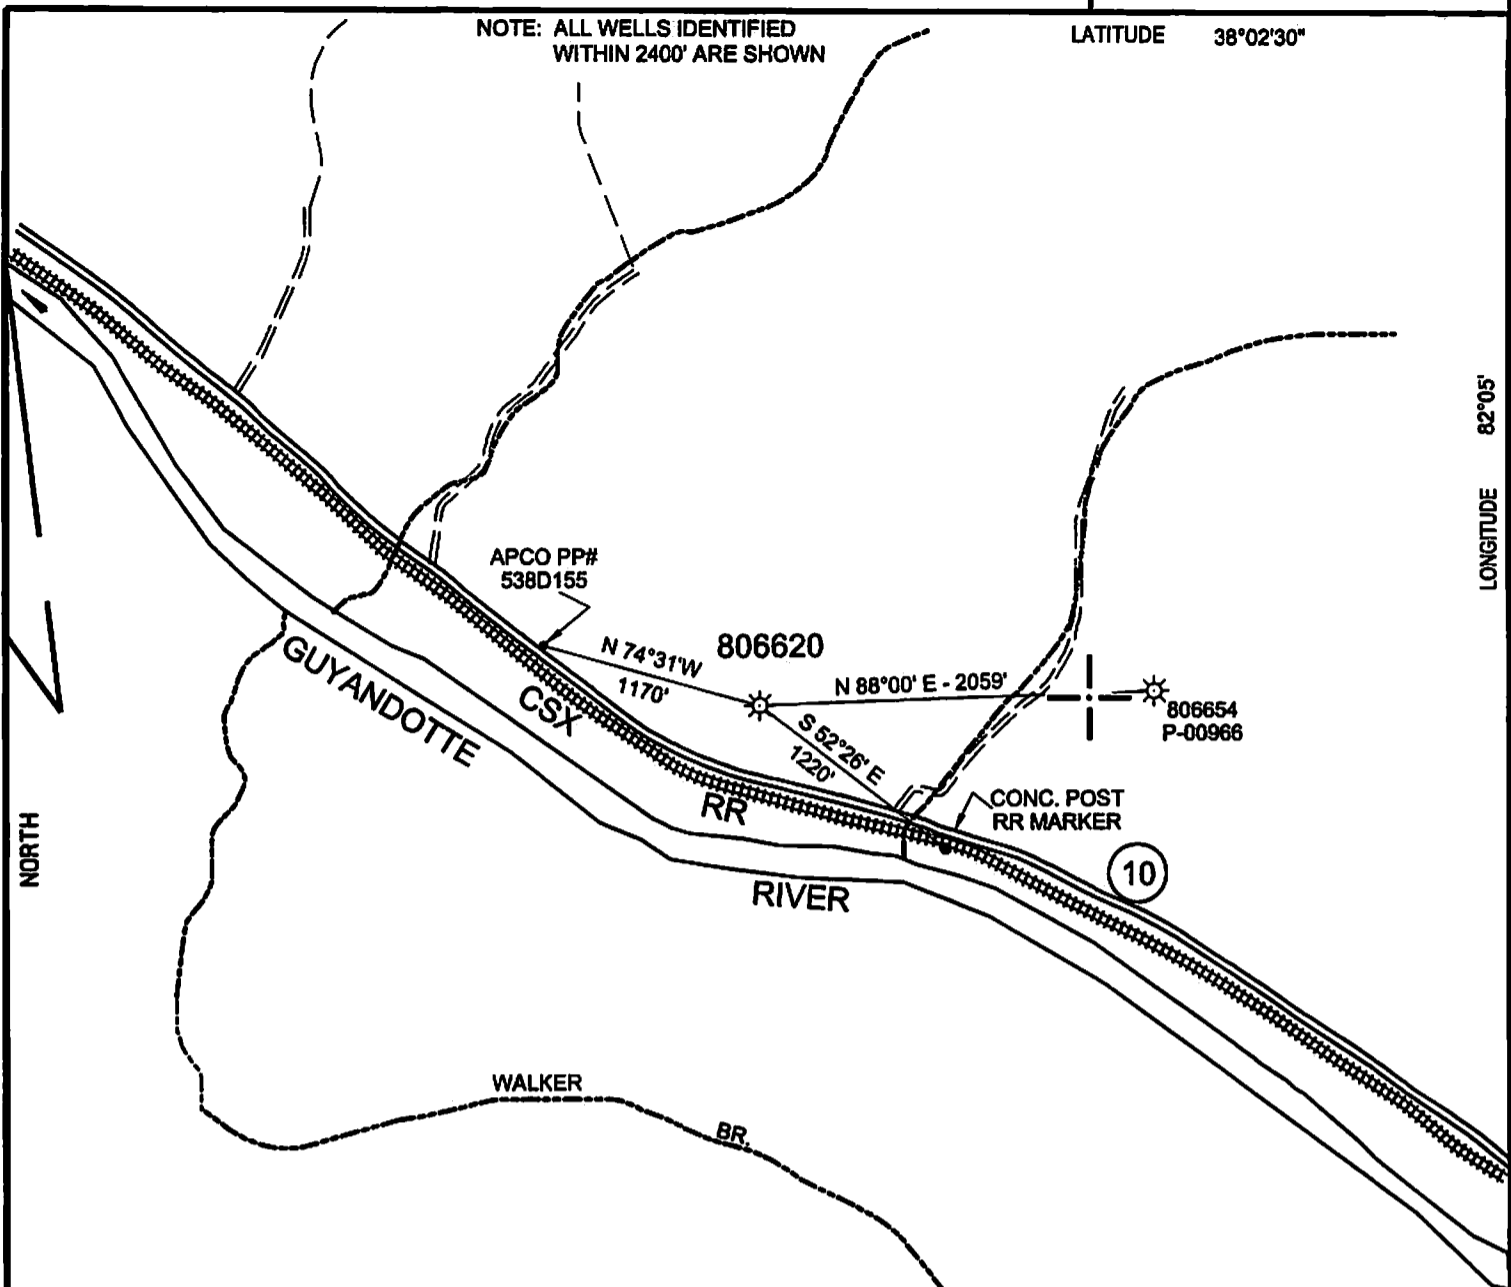 NOTE: ALL WELLS IDENTIFIED
WITHIN 2400' ARE SHOWN
LATITUDE 38°02'30"
LONGITUDE 82°05'
APCO PP#
538D155
N 74°31'W
1170'
806620
N 88°00' E - 2059'
806654
P-00966
S 52°26' E
1220'
GUYANDOTTE
CSX
RR
RIVER
CONC. POST
RR MARKER
10
NORTH
WALKER
BR.